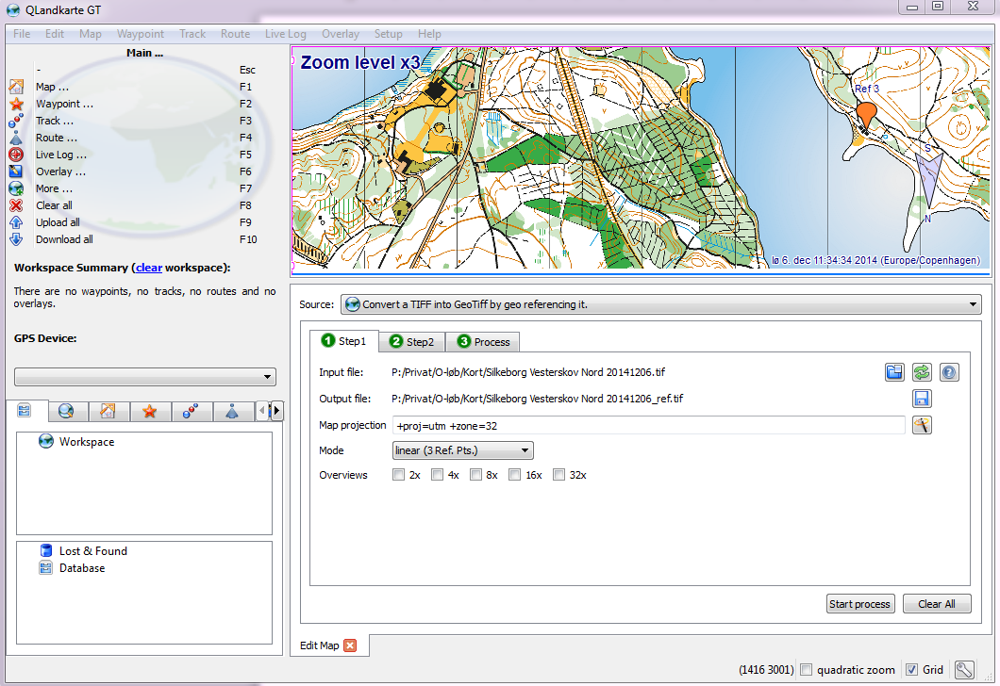 QLandkarte GT
File Edit Map Waypoint Track Route Live Log Overlay Setup Help
Main ...
- Esc
Map ... F1
Waypoint ... F2
Track ... F3
Route ... F4
Live Log ... F5
Overlay ... F6
More ... F7
Clear all F8
Upload all F9
Download all F10
Workspace Summary (clear workspace):
There are no waypoints, no tracks, no routes and no
overlays.
GPS Device:
Workspace
Lost & Found
Database
Zoom level x3
Ref 3
S
N
lø 6. dec 11:34:34 2014 (Europe/Copenhagen)
Source: Convert a TIFF into GeoTiff by geo referencing it.
1 Step1 2 Step2 3 Process
Input file: P:/Privat/O-løb/Kort/Silkeborg Vesterskov Nord 20141206.tif
Output file: P:/Privat/O-løb/Kort/Silkeborg Vesterskov Nord 20141206_ref.tif
Map projection +proj=utm +zone=32
Mode linear (3 Ref. Pts.)
Overviews 2x 4x 8x 16x 32x
Start process Clear All
Edit Map
(1416 3001) quadratic zoom Grid